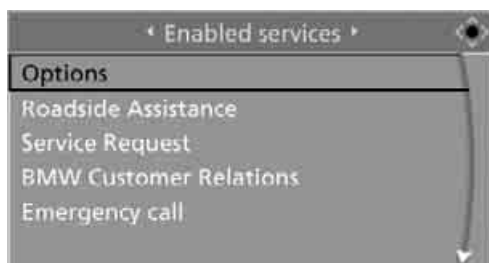 Enabled services
Options
Roadside Assistance
Service Request
BMW Customer Relations
Emergency call